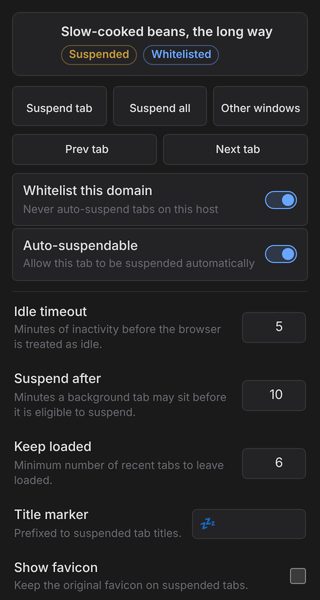 Slow-cooked beans, the long way
Suspended Whitelisted
Suspend tab Suspend all Other windows
Prev tab Next tab
Whitelist this domain
Never auto-suspend tabs on this host
Auto-suspendable
Allow this tab to be suspended automatically
Idle timeout
Minutes of inactivity before the browser
is treated as idle.
5
Suspend after
Minutes a background tab may sit before
it is eligible to suspend.
10
Keep loaded
Minimum number of recent tabs to leave
loaded.
6
Title marker
Prefixed to suspended tab titles.
💤
Show favicon
Keep the original favicon on suspended tabs.